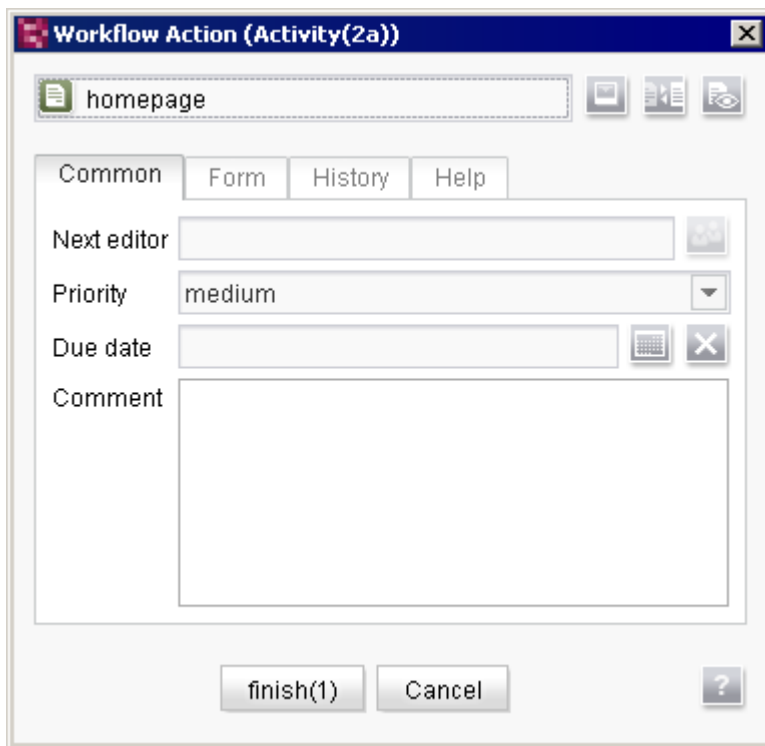 Workflow Action (Activity(2a))
homepage
Common Form History Help
Next editor
Priority medium
Due date
Comment
finish(1) Cancel ?